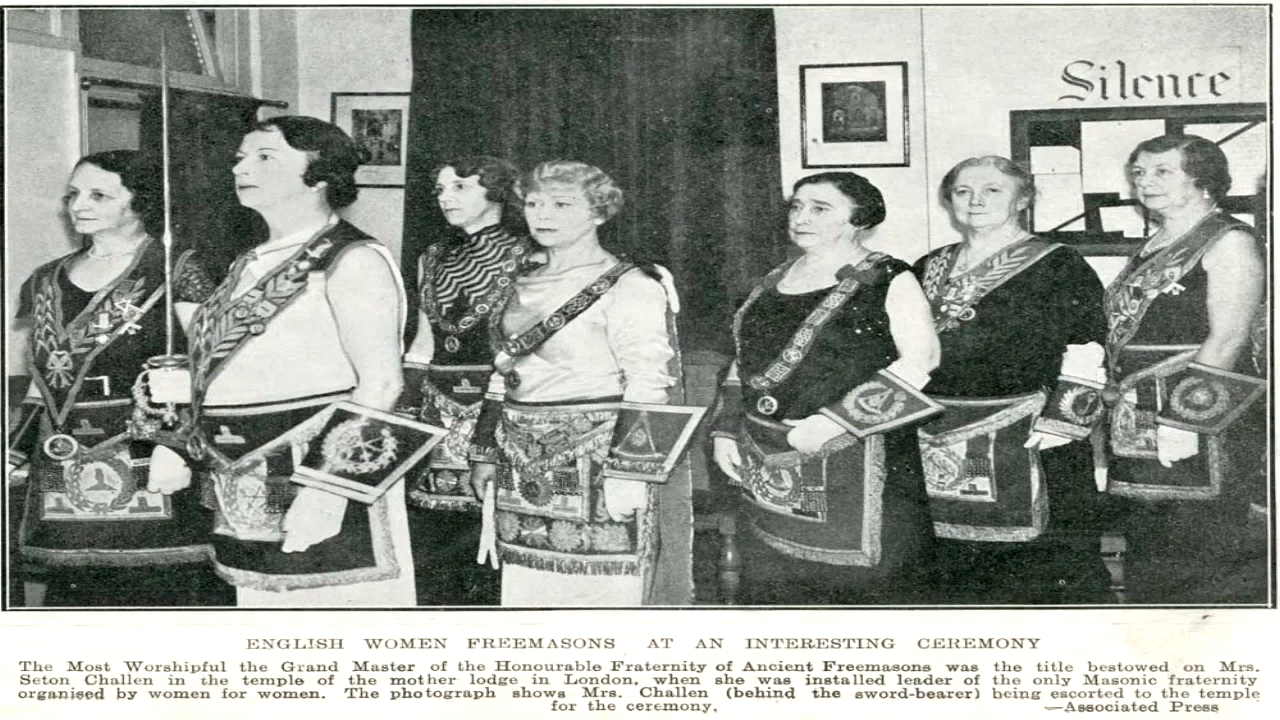 Silence
ENGLISH WOMEN FREEMASONS AT AN INTERESTING CEREMONY
The Most Worshipful the Grand Master of the Honourable Fraternity of Ancient Freemasons was the title bestowed on Mrs.
Seton Challen in the temple of the mother lodge in London, when she was installed leader of the only Masonic fraternity
organised by women for women. The photograph shows Mrs. Challen (behind the sword-bearer) being escorted to the temple
for the ceremony. —Associated Press